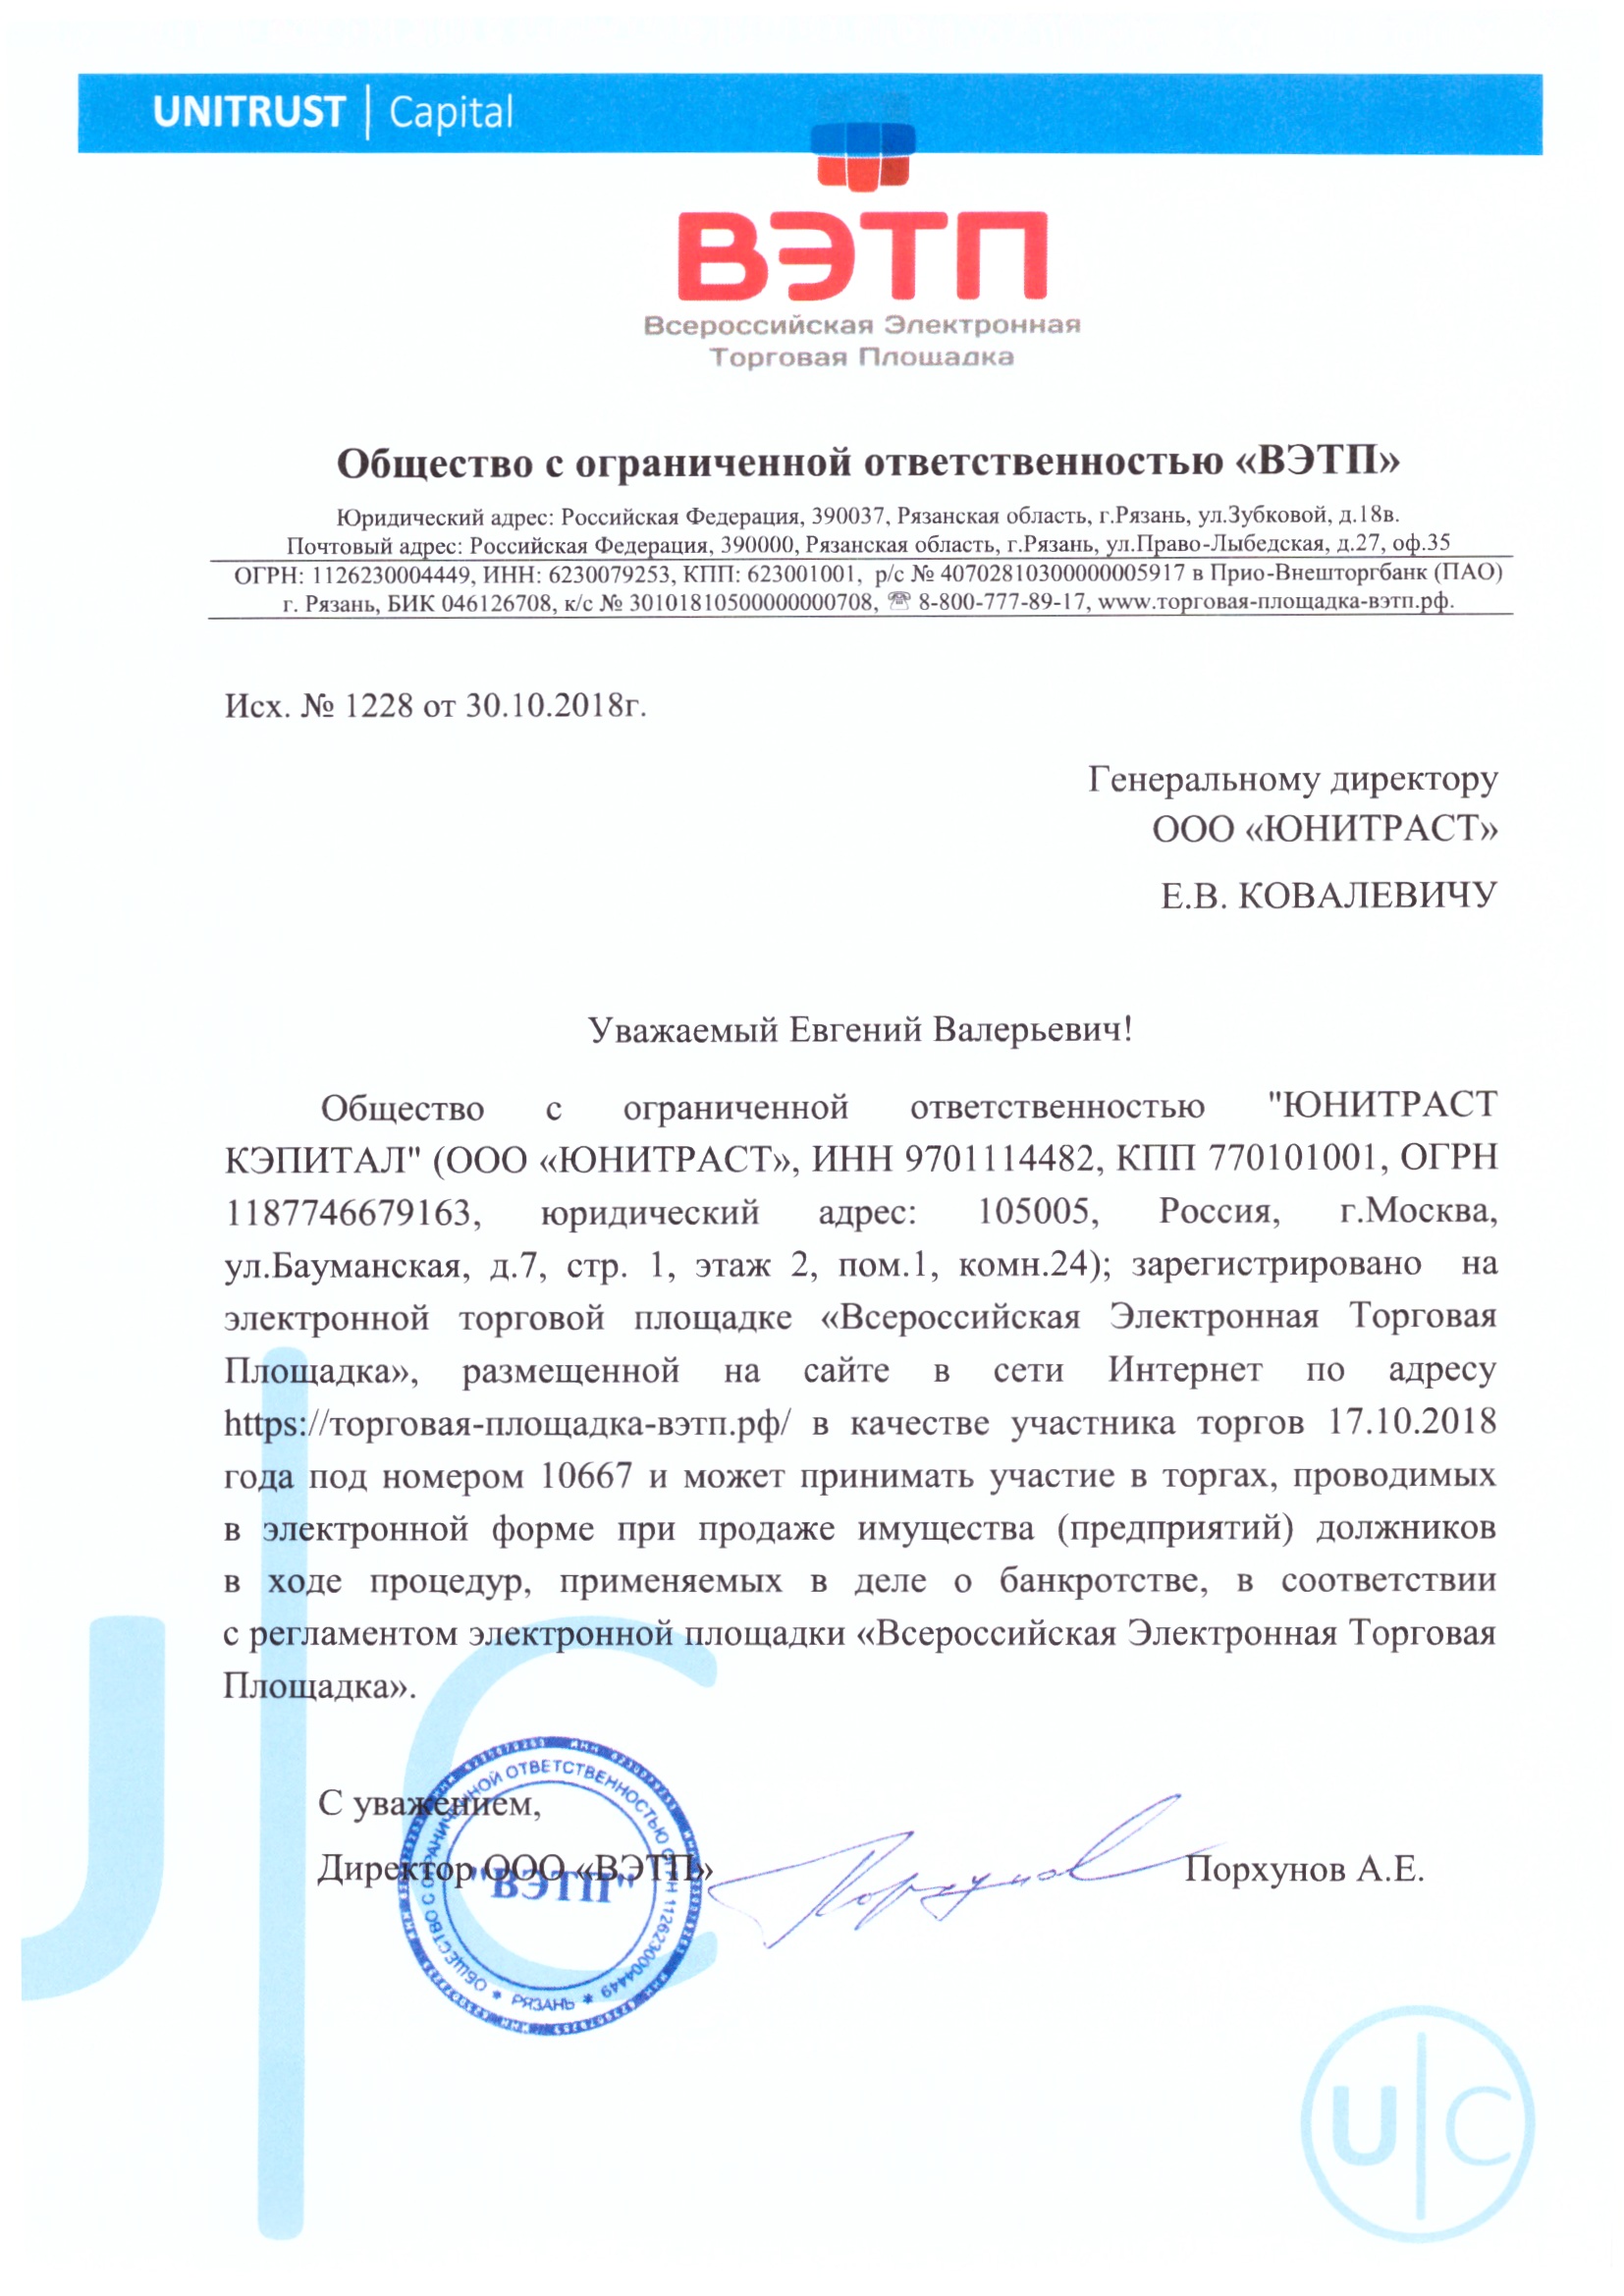 UNITRUST | Capital
ВЭТП
Всероссийская Электронная
Торговая Площадка
Общество с ограниченной ответственностью «ВЭТП»
Юридический адрес: Российская Федерация, 390037, Рязанская область, г.Рязань, ул.Зубковой, д.18в.
Почтовый адрес: Российская Федерация, 390000, Рязанская область, г.Рязань, ул.Право-Лыбедская, д.27, оф.35
ОГРН: 1126230004449, ИНН: 6230079253, КПП: 623001001, р/с № 40702810300000005917 в Прио-Внешторгбанк (ПАО)
г. Рязань, БИК 046126708, к/с № 30101810500000000708, ☏ 8-800-777-89-17, www.торговая-площадка-вэтп.рф.
Исх. № 1228 от 30.10.2018г.
Генеральному директору
ООО «ЮНИТРАСТ»
Е.В. КОВАЛЕВИЧУ
Уважаемый Евгений Валерьевич!
Общество с ограниченной ответственностью "ЮНИТРАСТ
КЭПИТАЛ" (ООО «ЮНИТРАСТ», ИНН 9701114482, КПП 770101001, ОГРН
1187746679163, юридический адрес: 105005, Россия, г.Москва,
ул.Бауманская, д.7, стр. 1, этаж 2, пом.1, комн.24); зарегистрировано на
электронной торговой площадке «Всероссийская Электронная Торговая
Площадка», размещенной на сайте в сети Интернет по адресу
https://торговая-площадка-вэтп.рф/ в качестве участника торгов 17.10.2018
года под номером 10667 и может принимать участие в торгах, проводимых
в электронной форме при продаже имущества (предприятий) должников
в ходе процедур, применяемых в деле о банкротстве, в соответствии
с регламентом электронной площадки «Всероссийская Электронная Торговая
Площадка».
С уважением,
Директор ООО «ВЭТП»
Порхунов А.Е.
ОБЩЕСТВО С ОГРАНИЧЕННОЙ ОТВЕТСТВЕННОСТЬЮ ОГРН 1126230004449 * РЯЗАНЬ *
"ВЭТП"
Порхунов
U|C
U|C